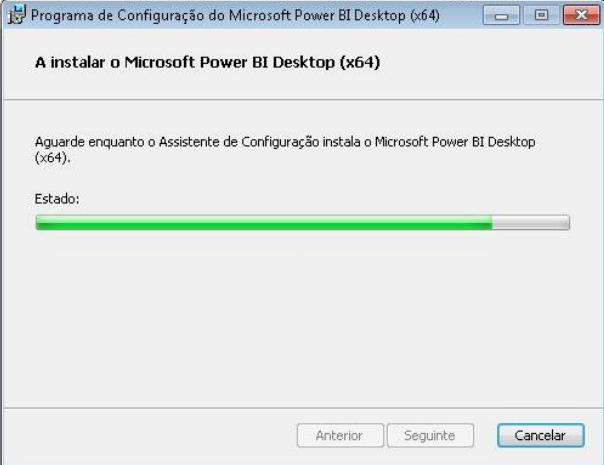 Programa de Configuração do Microsoft Power BI Desktop (x64)
A instalar o Microsoft Power BI Desktop (x64)
Aguarde enquanto o Assistente de Configuração instala o Microsoft Power BI Desktop
(x64).
Estado:
Anterior Seguinte Cancelar